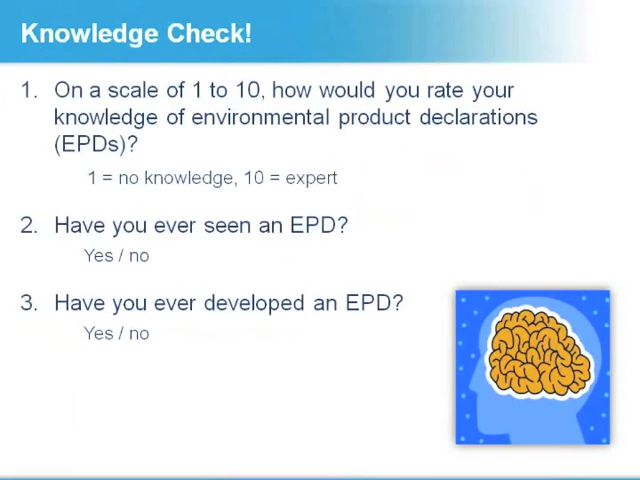 Knowledge Check!
1. On a scale of 1 to 10, how would you rate your
knowledge of environmental product declarations
(EPDs)?
1 = no knowledge, 10 = expert
2. Have you ever seen an EPD?
Yes / no
3. Have you ever developed an EPD?
Yes / no